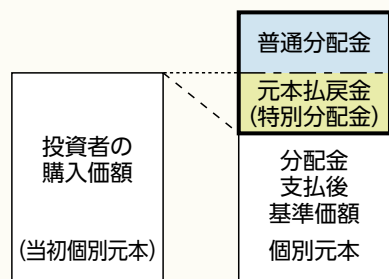 普通分配金
元本払戻金
(特別分配金)
投資者の
購入価額
(当初個別元本)
分配金
支払後
基準価額
個別元本